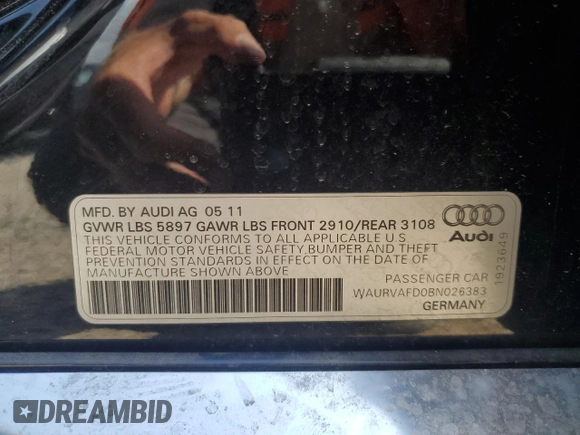 MFD. BY AUDI AG 05 11
GVWR LBS 5897 GAWR LBS FRONT 2910/REAR 3108
THIS VEHICLE CONFORMS TO ALL APPLICABLE U S
FEDERAL MOTOR VEHICLE SAFETY,BUMPER AND THEFT
PREVENTION STANDARDS IN EFFECT ON THE DATE OF
MANUFACTURE SHOWN ABOVE
Audi
1923649
PASSENGER CAR
WAURVAFD0BN026383
GERMANY
DREAMBID